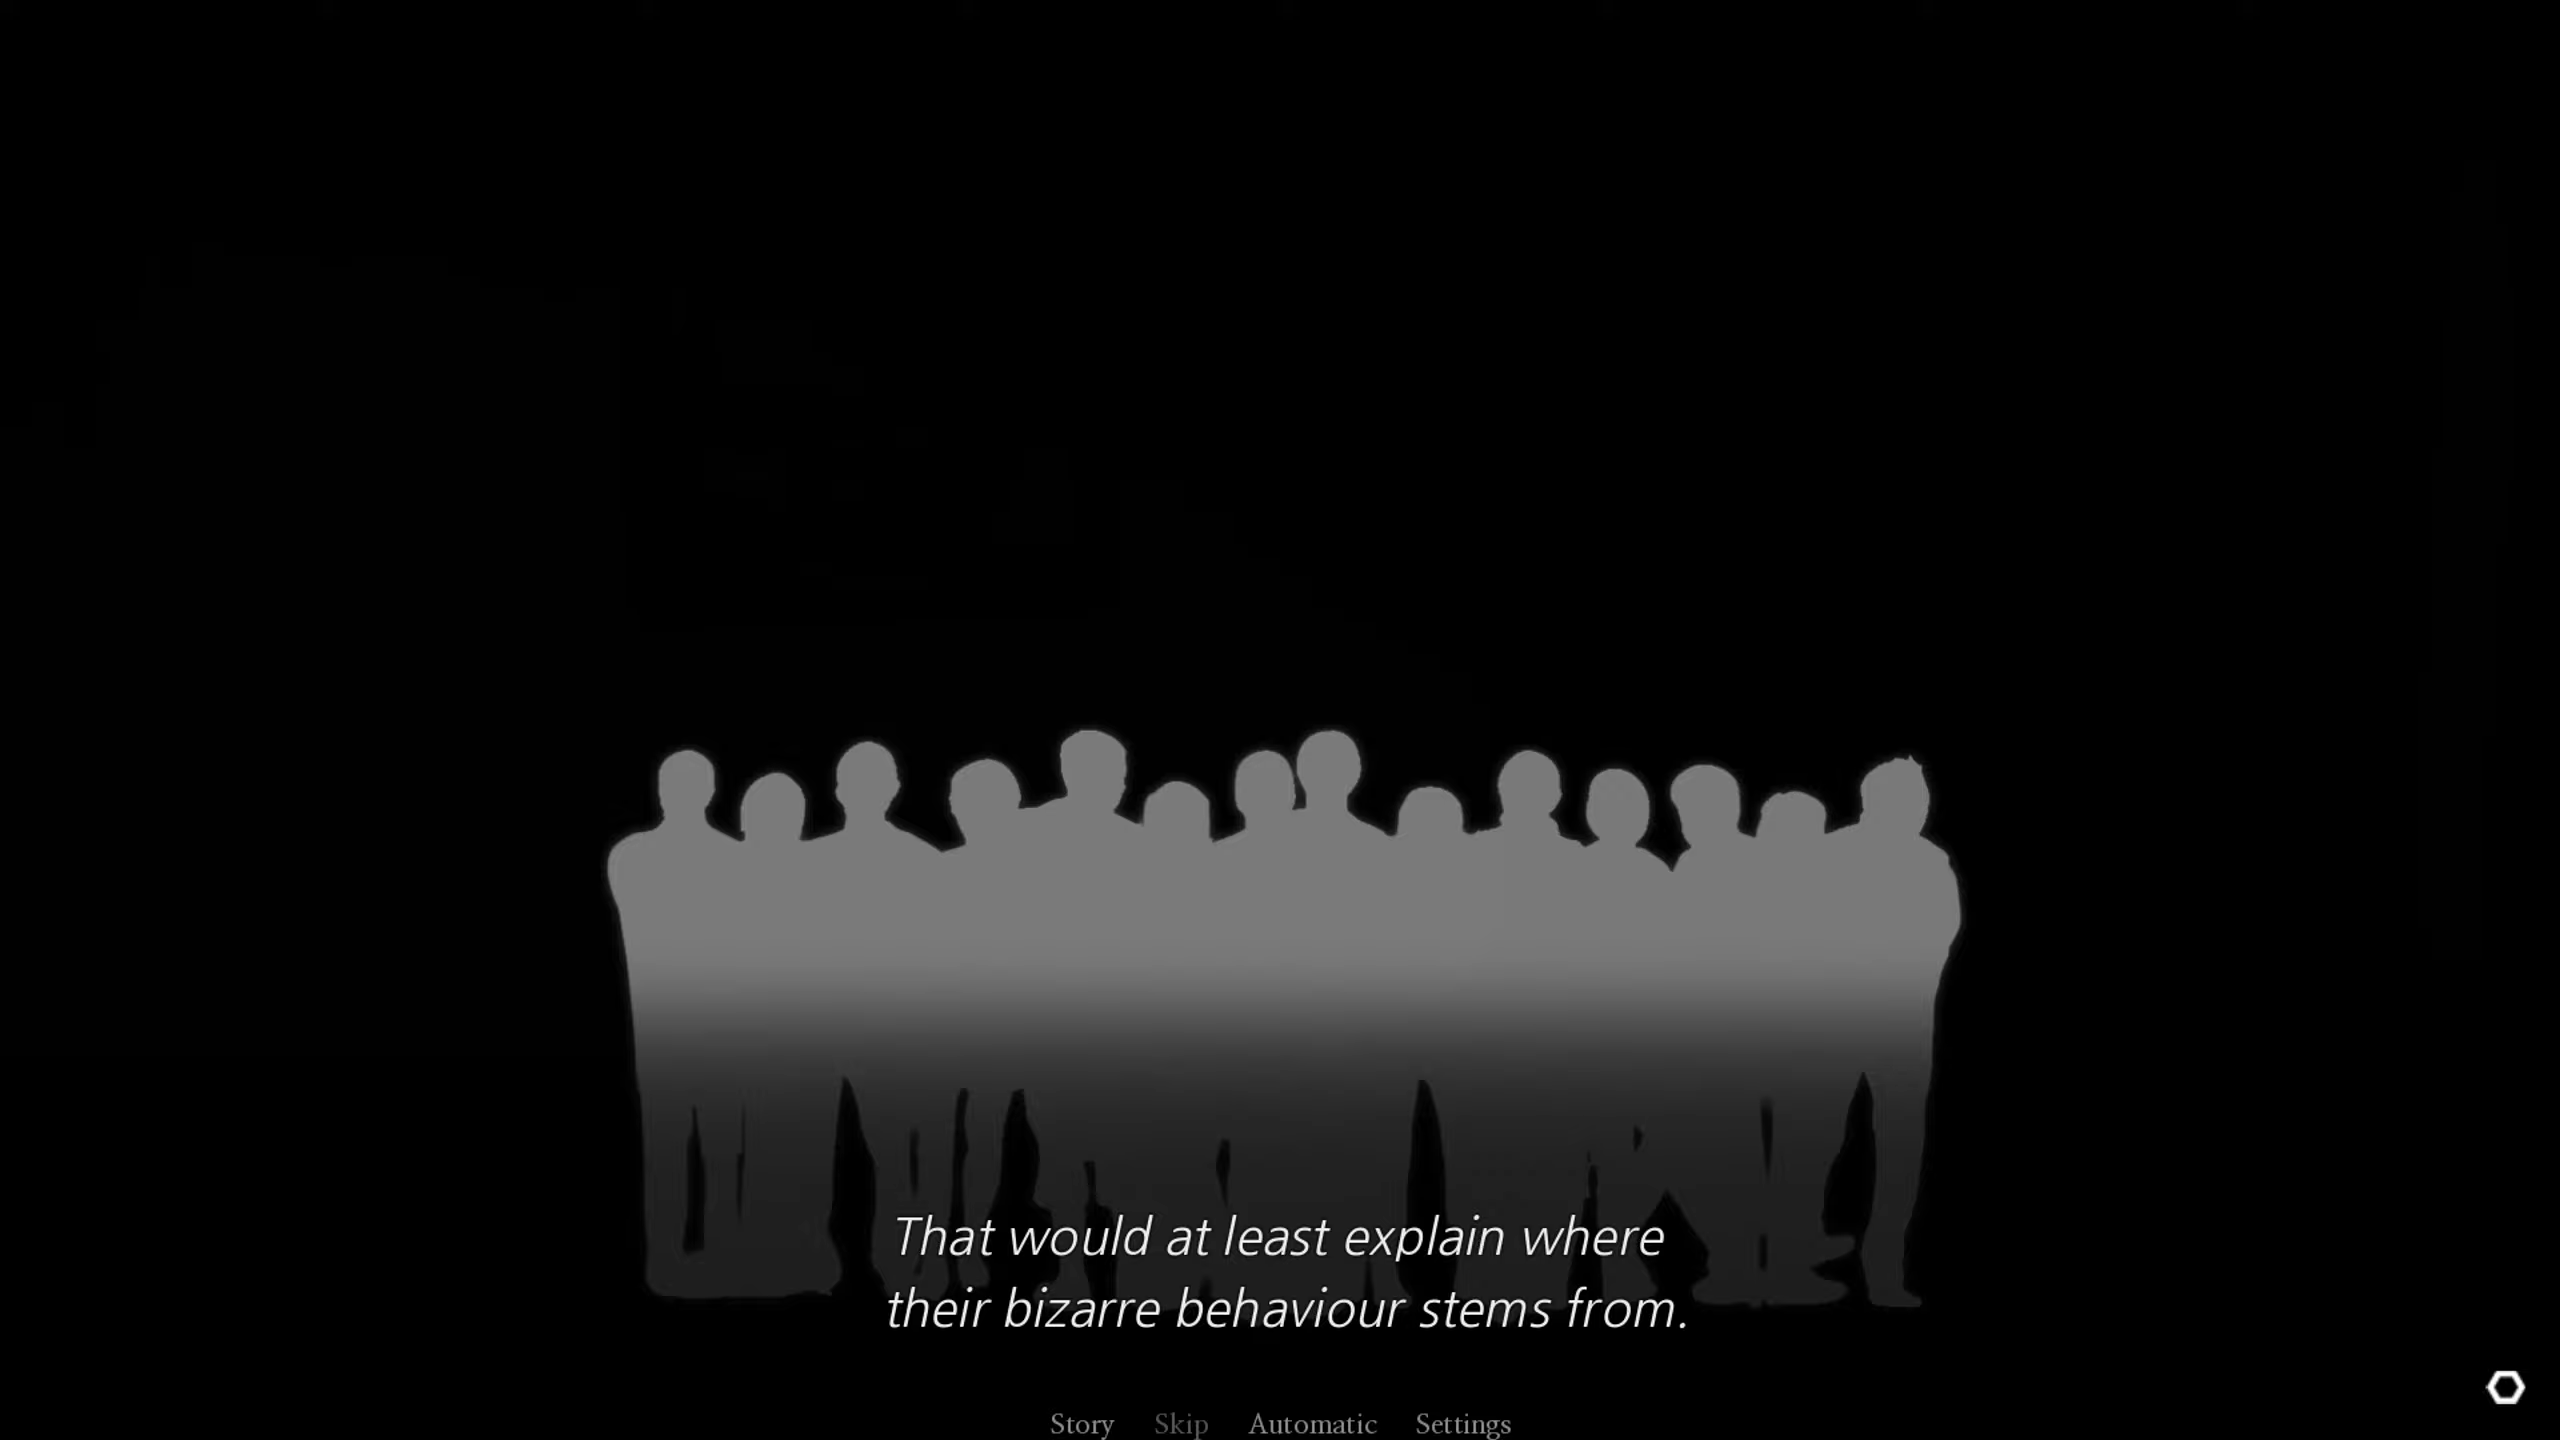 That would at least explain where
their bizarre behaviour stems from.
Story Skip Automatic Settings